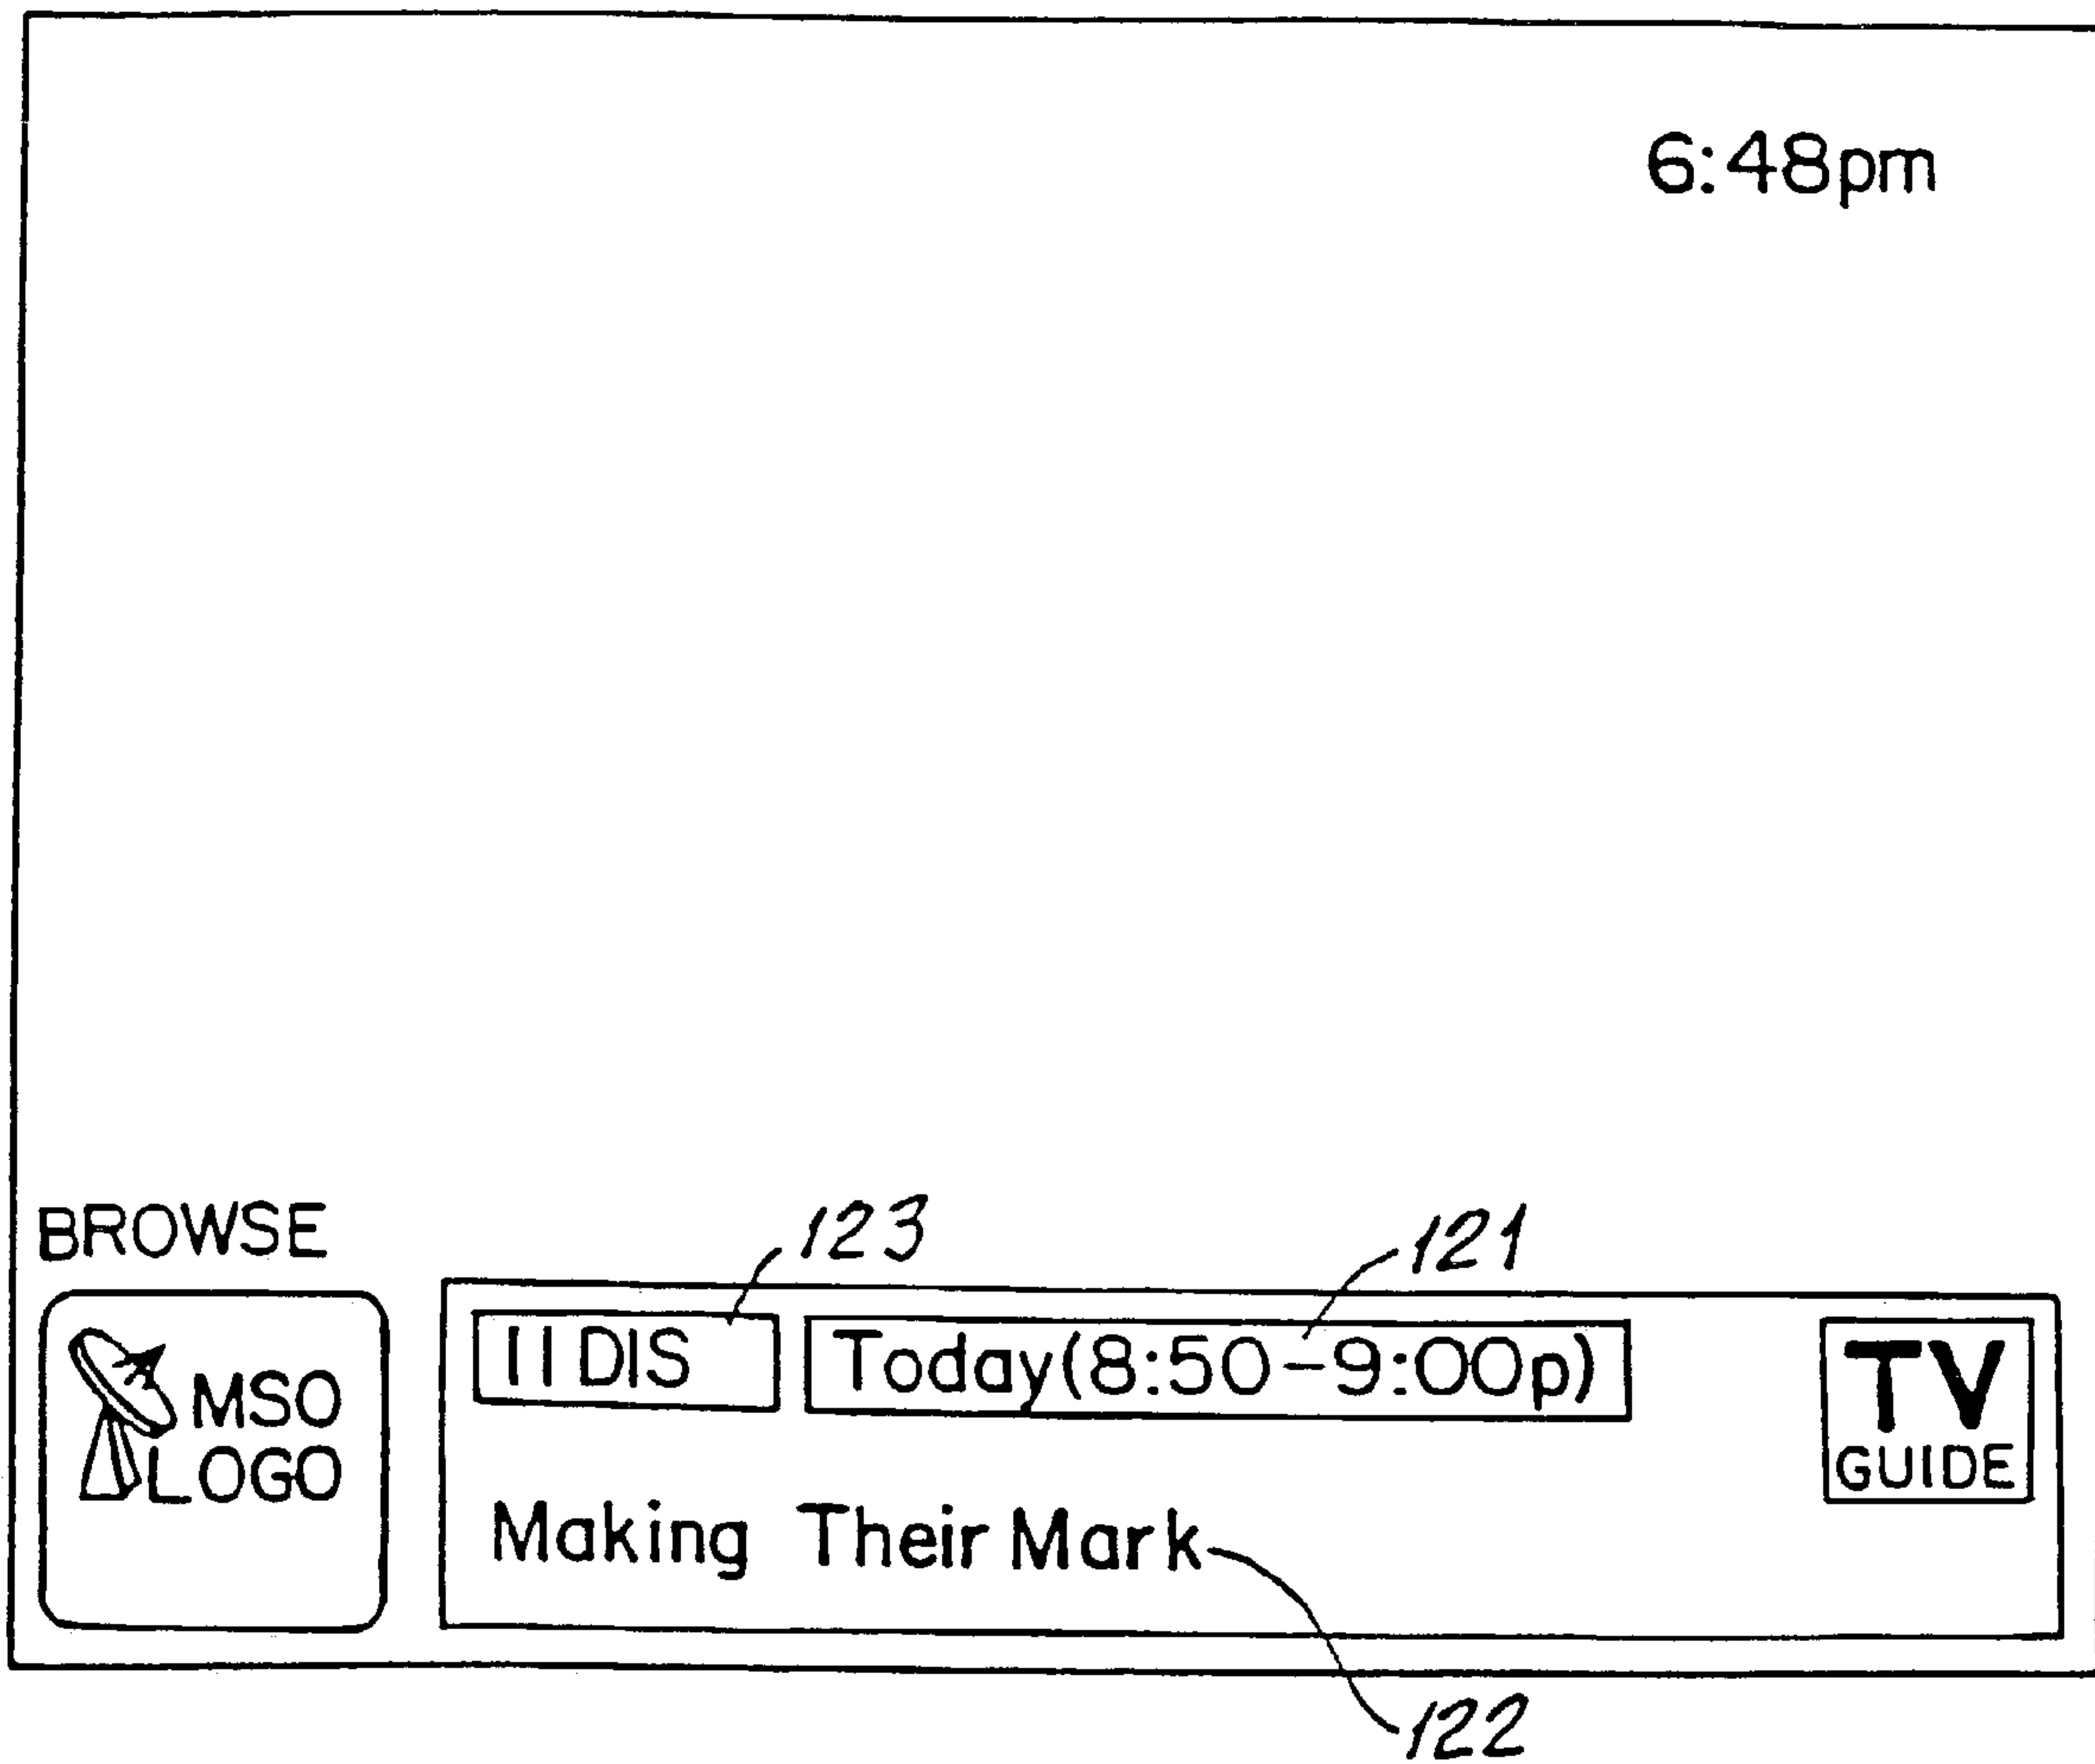 6:48pm
BROWSE
123
121
11 DIS
Today(8:50-9:00p)
TV
GUIDE
MSO
LOGO
Making Their Mark
122